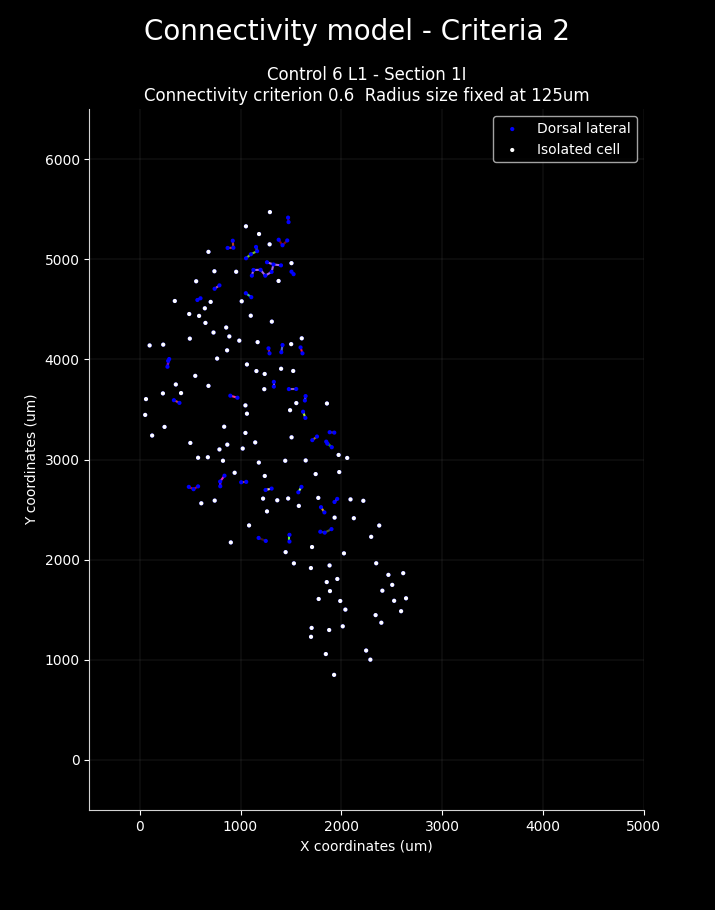 Connectivity model - Criteria 2
Control 6 L1 - Section 1I
Connectivity criterion 0.6  Radius size fixed at 125um
Dorsal lateral
Isolated cell
6000
5000
4000
3000
2000
1000
0
Y coordinates (um)
0 1000 2000 3000 4000 5000
X coordinates (um)